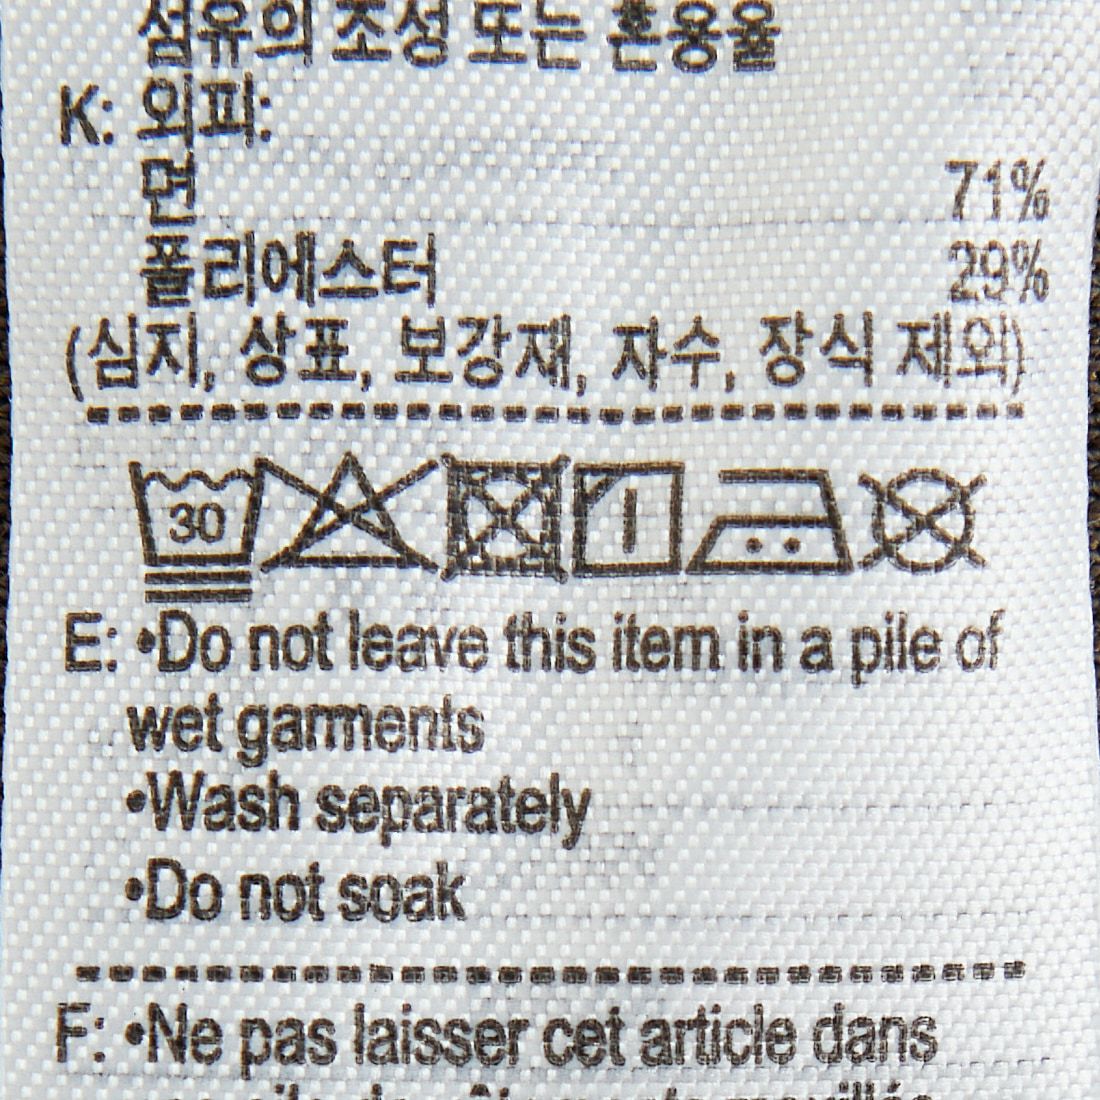 섬유의 조성 또는 혼용율
K: 외피:
면 71%
폴리에스터 29%
(심지, 상표, 보강재, 자수, 장식 제외)
30
E: •Do not leave this item in a pile of
wet garments
•Wash separately
•Do not soak
F: •Ne pas laisser cet article dans